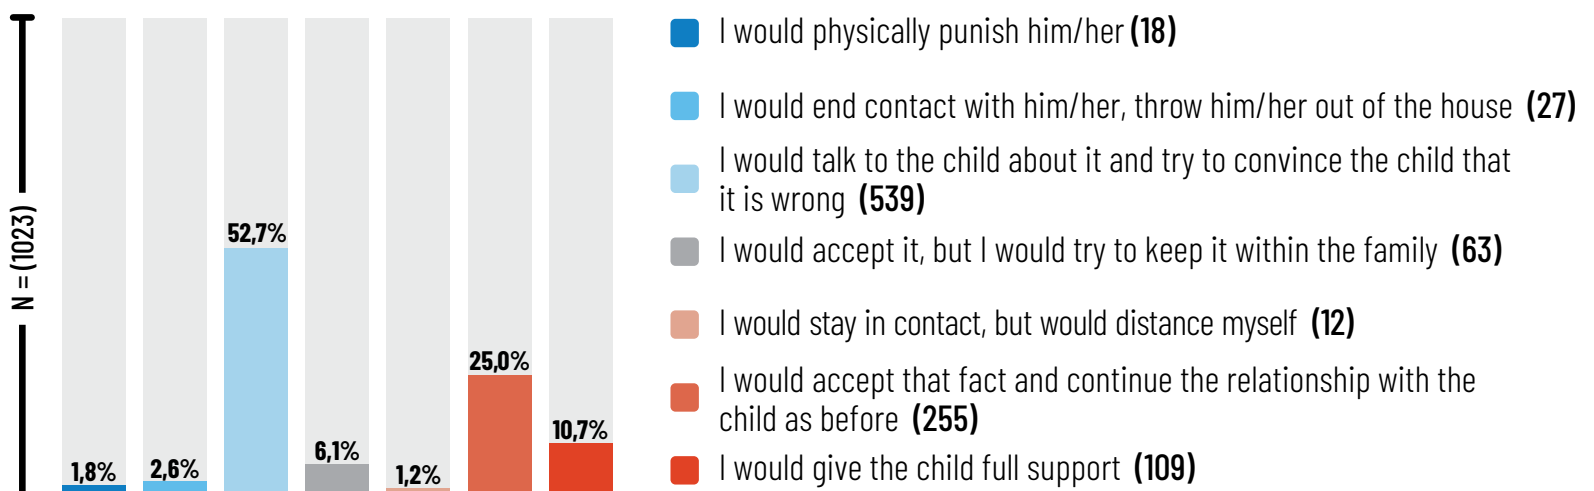 N = (1023)
1,8%
2,6%
52,7%
6,1%
1,2%
25,0%
10,7%
I would physically punish him/her (18)
I would end contact with him/her, throw him/her out of the house (27)
I would talk to the child about it and try to convince the child that
it is wrong (539)
I would accept it, but I would try to keep it within the family (63)
I would stay in contact, but would distance myself (12)
I would accept that fact and continue the relationship with the
child as before (255)
I would give the child full support (109)